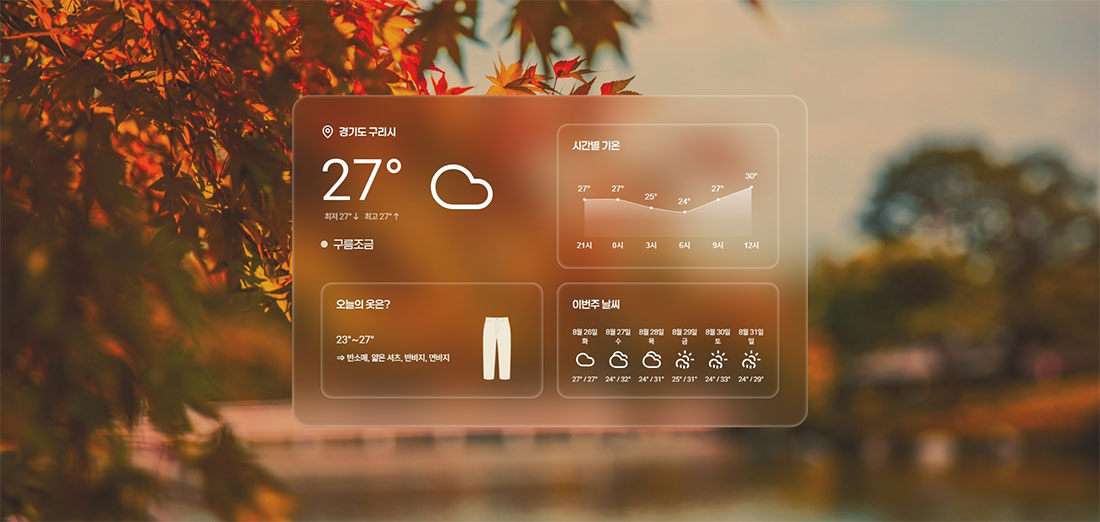 경기도 구리시
27°
최저 27°↓ 최고 27°↑
구름조금
시간별 기온
27° 27° 25° 24° 27° 30°
21시 0시 3시 6시 9시 12시
오늘의 옷은?
23°~27°
⇒ 반소매, 얇은 셔츠, 반바지, 면바지
이번주 날씨
8월 26일 8월 27일 8월 28일 8월 29일 8월 30일 8월 31일
화 수 목 금 토 일
27° / 27° 24° / 32° 24° / 31° 25° / 31° 24° / 33° 24° / 29°